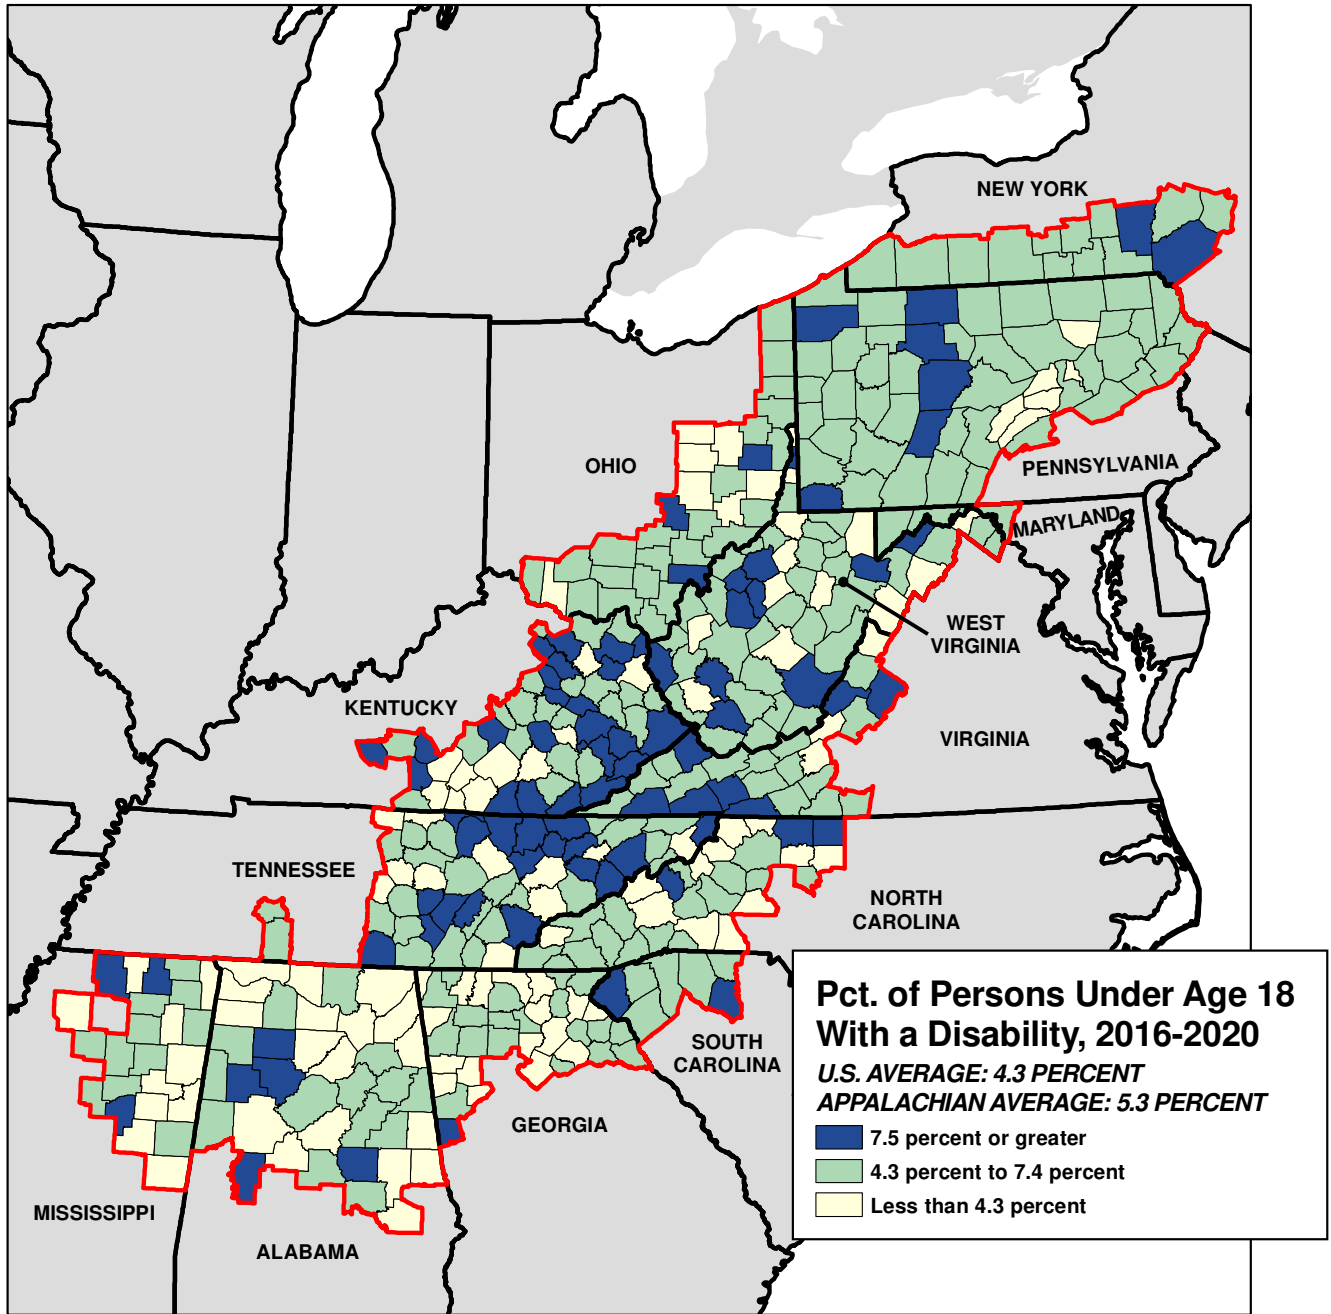 NEW YORK
OHIO
PENNSYLVANIA
MARYLAND
WEST
VIRGINIA
KENTUCKY
VIRGINIA
TENNESSEE
NORTH
CAROLINA
SOUTH
CAROLINA
GEORGIA
MISSISSIPPI
ALABAMA
Pct. of Persons Under Age 18
With a Disability, 2016-2020
U.S. AVERAGE: 4.3 PERCENT
APPALACHIAN AVERAGE: 5.3 PERCENT
7.5 percent or greater
4.3 percent to 7.4 percent
Less than 4.3 percent